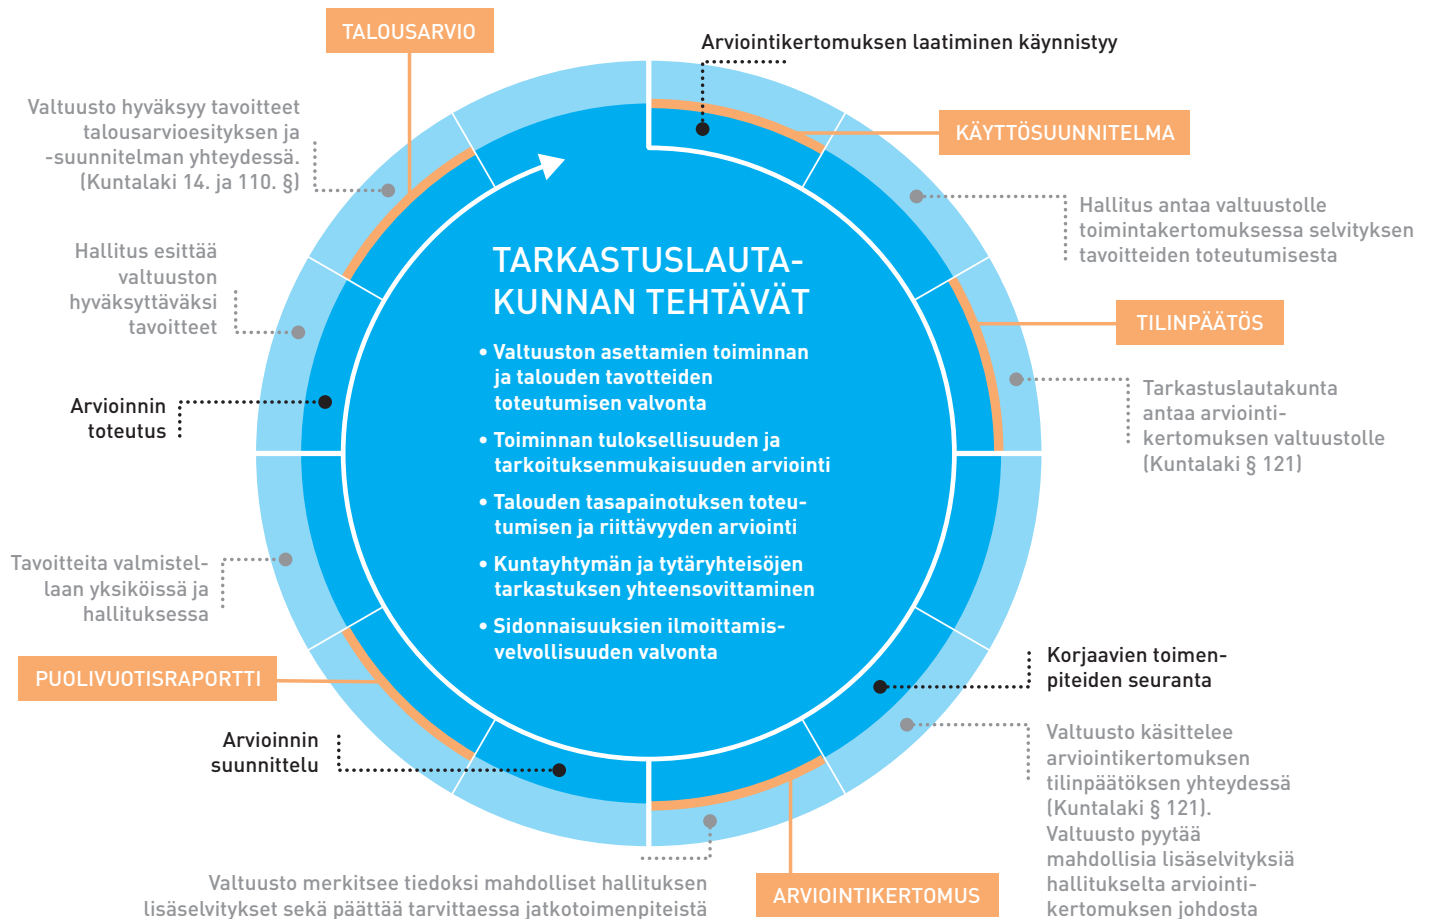 TALOUSARVIO
Arviointikertomuksen laatiminen käynnistyy
Valtuusto hyväksyy tavoitteet
talousarvioesityksen ja
-suunnitelman yhteydessä.
(Kuntalaki 14. ja 110. §)
KÄYTTÖSUUNNITELMA
Hallitus antaa valtuustolle
toimintakertomuksessa selvityksen
tavoitteiden toteutumisesta
Hallitus esittää
valtuuston
hyväksyttäväksi
tavoitteet
TILINPÄÄTÖS
Arvioinnin
toteutus
Tarkastuslautakunta
antaa arviointi-
kertomuksen valtuustolle
(Kuntalaki § 121)
TARKASTUSLAUTA-
KUNNAN TEHTÄVÄT
• Valtuuston asettamien toiminnan
ja talouden tavotteiden
toteutumisen valvonta
• Toiminnan tuloksellisuuden ja
tarkoituksenmukaisuuden arviointi
• Talouden tasapainotuksen toteu-
tumisen ja riittävyyden arviointi
• Kuntayhtymän ja tytäryhteisöjen
tarkastuksen yhteensovittaminen
• Sidonnaisuuksien ilmoittamis-
velvollisuuden valvonta
Tavoitteita valmistel-
laan yksiköissä ja
hallituksessa
PUOLIVUOTISRAPORTTI
Korjaavien toimen-
piteiden seuranta
Arvioinnin
suunnittelu
Valtuusto käsittelee
arviointikertomuksen
tilinpäätöksen yhteydessä
(Kuntalaki § 121).
Valtuusto pyytää
mahdollisia lisäselvityksiä
hallitukselta arviointi-
kertomuksen johdosta
Valtuusto merkitsee tiedoksi mahdolliset hallituksen
lisäselvitykset sekä päättää tarvittaessa jatkotoimenpiteistä
ARVIOINTIKERTOMUS